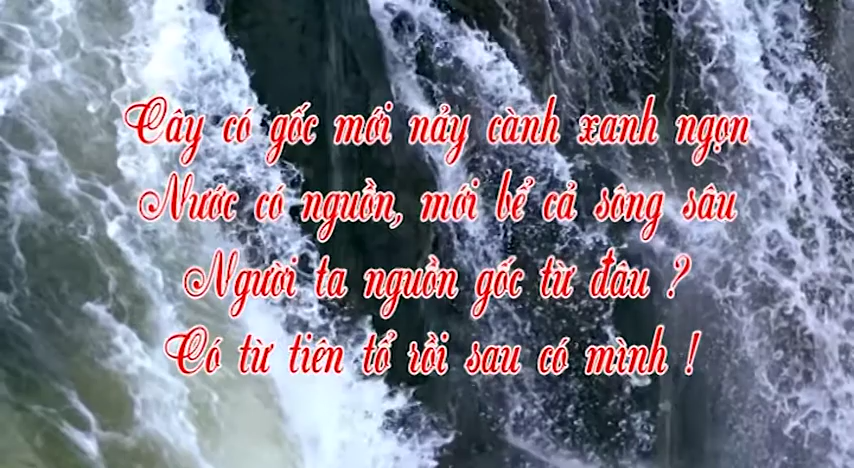 Cây có gốc mới nảy cành xanh ngọn
Nước có nguồn, mới bể cả sông sâu
Người ta nguồn gốc từ đâu ?
Có từ tiên tổ rồi sau có mình !